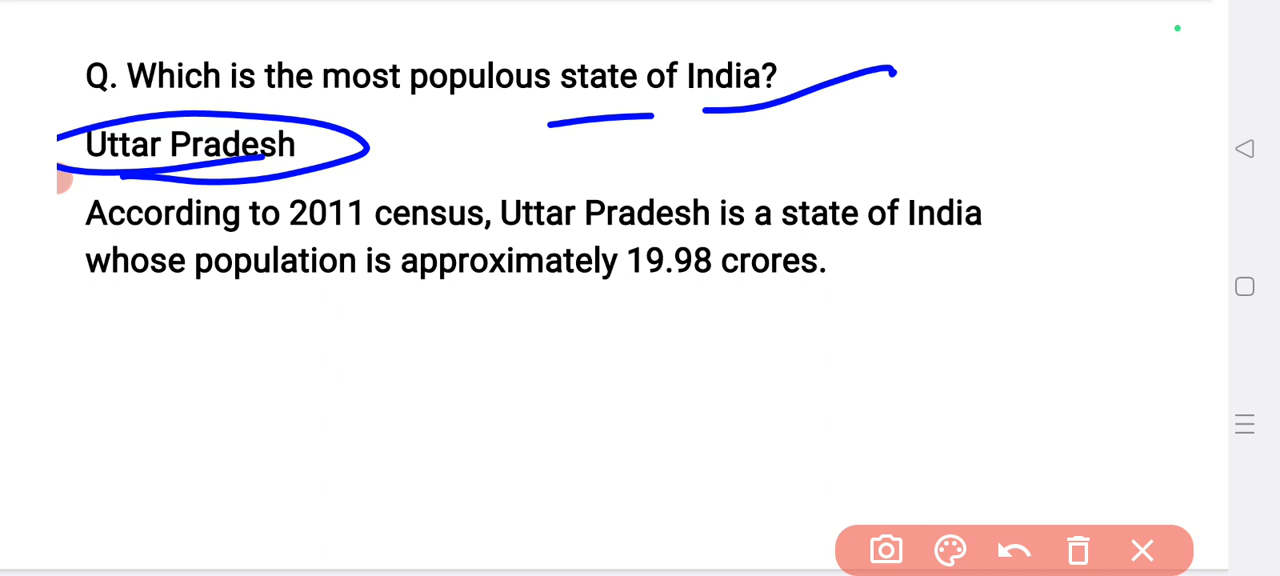 Q. Which is the most populous state of India?
Uttar Pradesh
According to 2011 census, Uttar Pradesh is a state of India
whose population is approximately 19.98 crores.